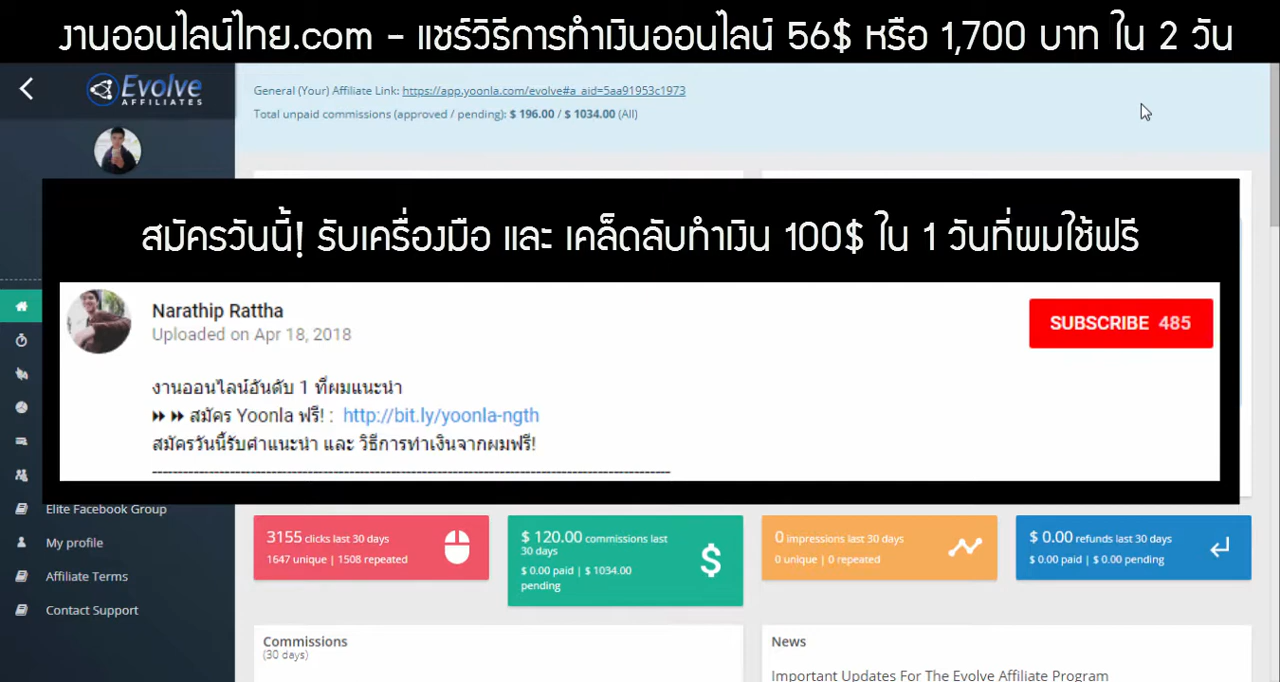 งานออนไลน์ไทย.com - แชร์วิธีการทำเงินออนไลน์ 56$ หรือ 1,700 บาท ใน 2 วัน
Evolve
AFFILIATES
General (Your) Affiliate Link: https://app.yoonla.com/evolve#a_aid=5aa91953c1973
Total unpaid commissions (approved / pending): $ 196.00 / $ 1034.00 (All)
สมัครวันนี้! รับเครื่องมือ และ เคล็ดลับทำเงิน 100$ ใน 1 วันที่ผมใช้ฟรี
Narathip Rattha
Uploaded on Apr 18, 2018
SUBSCRIBE 485
งานออนไลน์อันดับ 1 ที่ผมแนะนำ
สมัคร Yoonla ฟรี! : http://bit.ly/yoonla-ngth
สมัครวันนี้รับคำแนะนำ และ วิธีการทำเงินจากผมฟรี!
Elite Facebook Group
My profile
Affiliate Terms
Contact Support
3155 clicks last 30 days
1647 unique | 1508 repeated
$ 120.00 commissions last
30 days
$ 0.00 paid | $ 1034.00
pending
0 impressions last 30 days
0 unique | 0 repeated
$ 0.00 refunds last 30 days
$ 0.00 paid | $ 0.00 pending
Commissions
(30 days)
News
Important Updates For The Evolve Affiliate Program